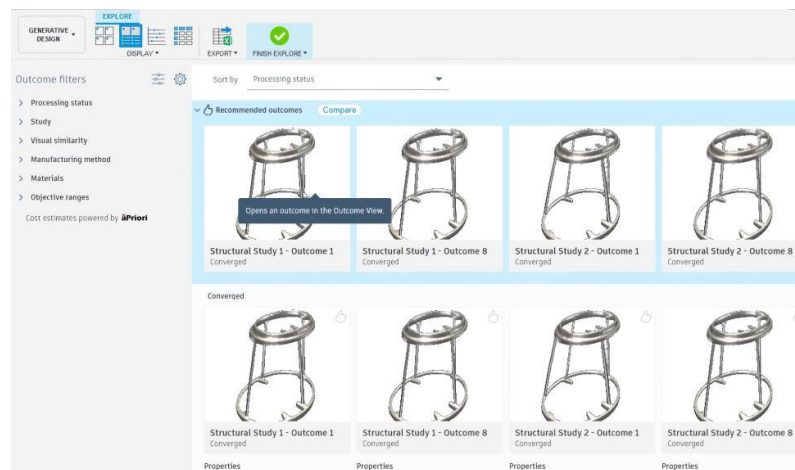 EXPLORE
GENERATIVE DESIGN
DISPLAY
EXPORT
FINISH EXPLORE
Outcome filters
Sort by Processing status
Processing status
Study
Visual similarity
Manufacturing method
Materials
Objective ranges
Cost estimates powered by aPriori
Recommended outcomes Compare
Opens an outcome in the Outcome View.
Structural Study 1 - Outcome 1
Converged
Structural Study 1 - Outcome 8
Converged
Structural Study 2 - Outcome 1
Converged
Structural Study 2 - Outcome 8
Converged
Converged
Structural Study 1 - Outcome 1
Converged
Structural Study 1 - Outcome 8
Converged
Structural Study 2 - Outcome 1
Converged
Structural Study 2 - Outcome 8
Converged
Properties
Properties
Properties
Properties